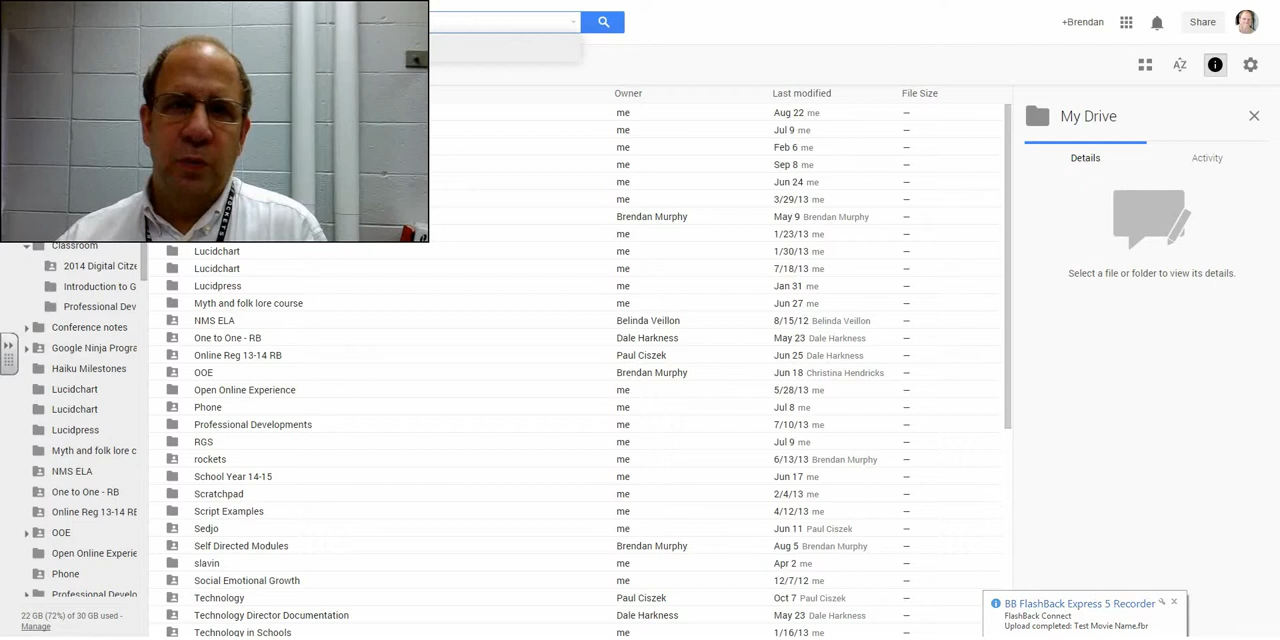 +Brendan
Share
Owner Last modified File Size
me Aug 22 me —
me Jul 9 me —
me Feb 6 me —
me Sep 8 me —
me Jun 24 me —
me 3/29/13 me —
Brendan Murphy May 9 Brendan Murphy —
me 1/23/13 me —
Lucidchart me 1/30/13 me —
Lucidchart me 7/18/13 me —
Lucidpress me Jan 31 me —
Myth and folk lore course me Jun 27 me —
NMS ELA Belinda Veillon 8/15/12 Belinda Veillon —
One to One - RB Dale Harkness May 23 Dale Harkness —
Online Reg 13-14 RB Paul Ciszek Jun 25 Dale Harkness —
OOE Brendan Murphy Jun 18 Christina Hendricks —
Open Online Experience me 5/28/13 me —
Phone me Jul 8 me —
Professional Developments me 7/10/13 me —
RGS me Jul 9 me —
rockets me 6/13/13 Brendan Murphy —
School Year 14-15 me Jun 17 me —
Scratchpad me 2/4/13 me —
Script Examples me 4/12/13 me —
Sedjo me Jun 11 Paul Ciszek —
Self Directed Modules Brendan Murphy Aug 5 Brendan Murphy —
slavin me Apr 2 me —
Social Emotional Growth me 12/7/12 me —
Technology Paul Ciszek Oct 7 Paul Ciszek —
Technology Director Documentation Dale Harkness May 23 Dale Harkness —
Technology in Schools me 1/16/13 me —
Classroom
2014 Digital Citze
Introduction to G
Professional Dev
Conference notes
Google Ninja Progra
Haiku Milestones
Lucidchart
Lucidchart
Lucidpress
Myth and folk lore c
NMS ELA
One to One - RB
Online Reg 13-14 RE
OOE
Open Online Experie
Phone
Professional Develo
22 GB (72%) of 30 GB used -
Manage
My Drive
Details Activity
Select a file or folder to view its details.
BB FlashBack Express 5 Recorder
FlashBack Connect
Upload completed: Test Movie Name.fbr
ROCKETS